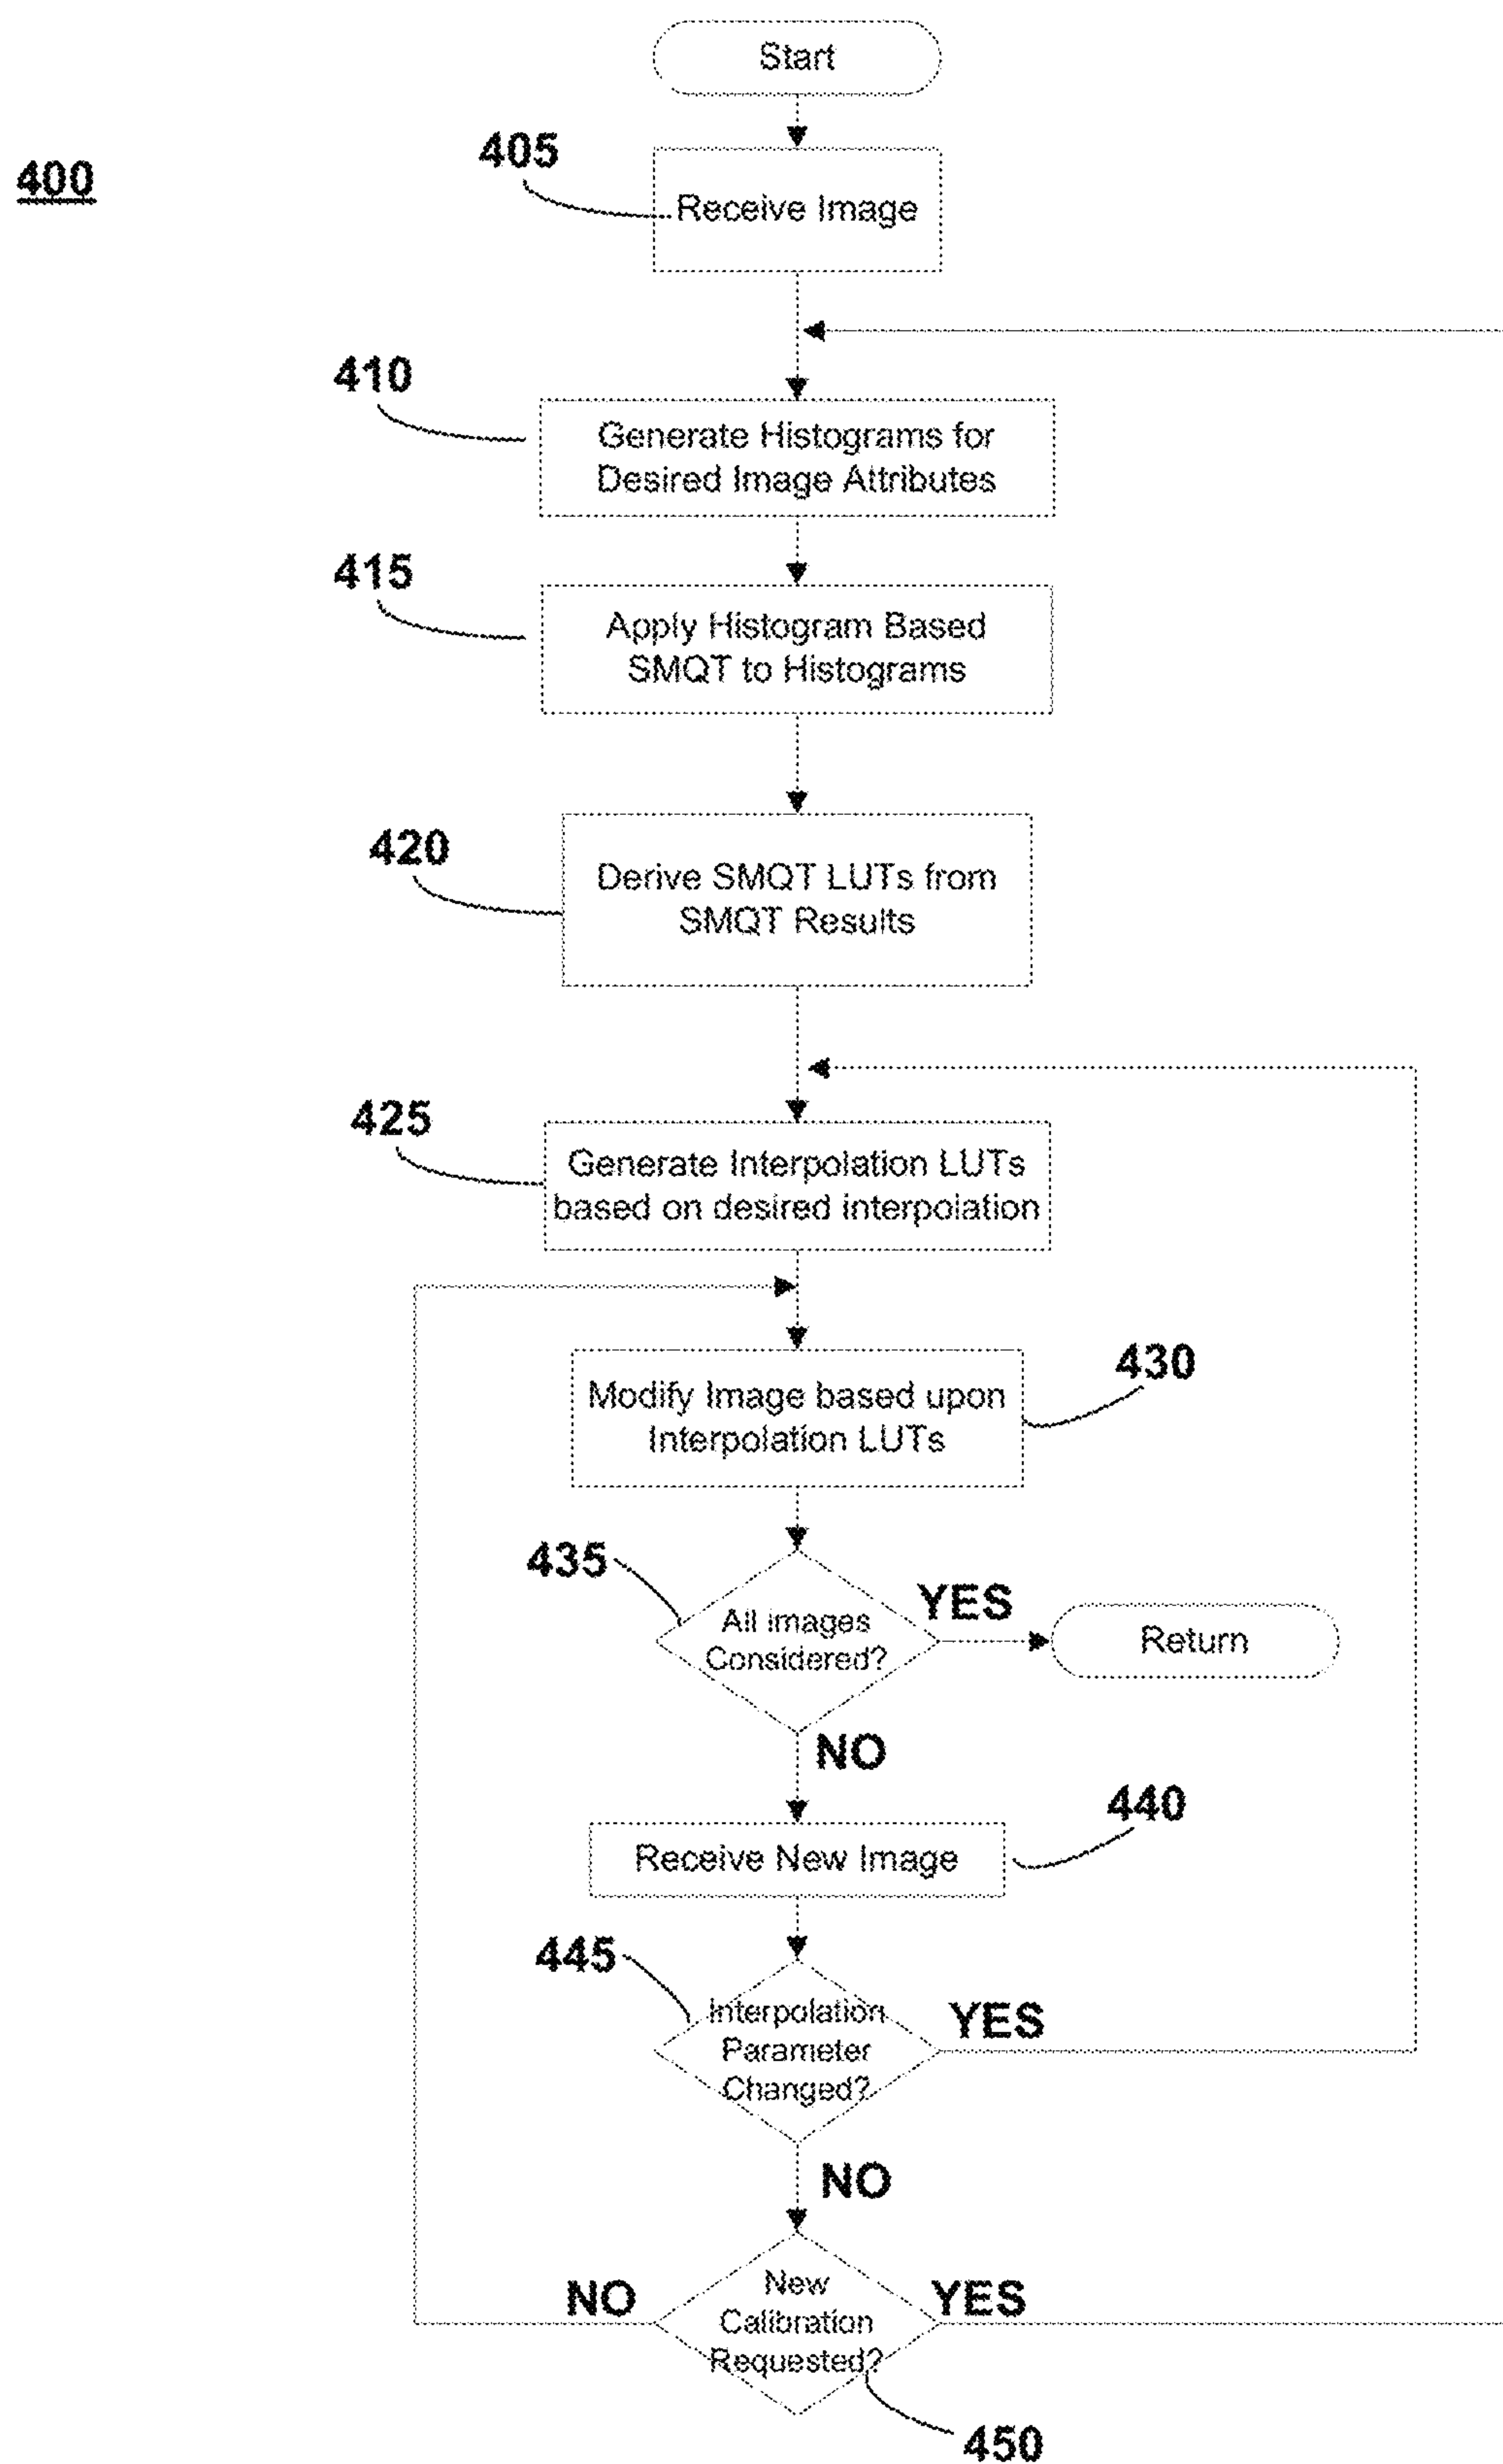 Start
400
405
Receive Image
410
Generate Histograms for
Desired Image Attributes
415
Apply Histogram Based
SMQT to Histograms
420
Derive SMQT LUTs from
SMQT Results
425
Generate Interpolation LUTs
based on desired interpolation
430
Modify Image based upon
Interpolation LUTs
435
All images
Considered?
YES
Return
NO
440
Receive New Image
445
Interpolation
Parameter
Changed?
YES
NO
New
Calibration
Requested?
NO
YES
450